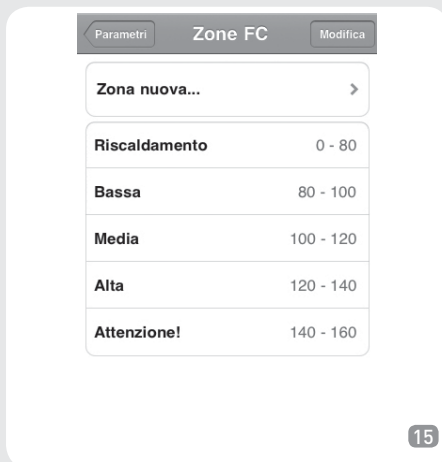 Parametri Zone FC Modifica
Zona nuova...
Riscaldamento 0 - 80
Bassa 80 - 100
Media 100 - 120
Alta 120 - 140
Attenzione! 140 - 160
15